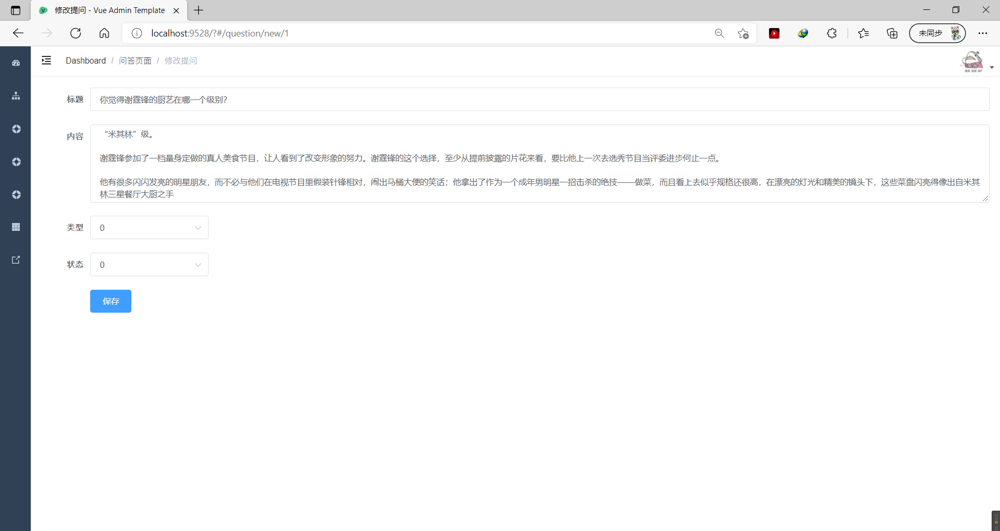 修改提问 - Vue Admin Template
localhost:9528/?#/question/new/1
未同步
Dashboard / 问答页面 / 修改提问
标题
你觉得谢霆锋的厨艺在哪一个级别?
内容
“米其林”级。
谢霆锋参加了一档量身定做的真人美食节目，让人看到了改变形象的努力。谢霆锋的这个选择，至少从提前披露的片花来看，要比他上一次去选秀节目当评委进步何止一点。
他有很多闪闪发亮的明星朋友，而不必与他们在电视节目里假装针锋相对，闹出马桶大便的笑话；他拿出了作为一个成年男明星一招击杀的绝技——做菜，而且看上去似乎规格还很高，在漂亮的灯光和精美的镜头下，这些菜盘闪亮得像出自米其
林三星餐厅大厨之手
类型
0
状态
0
保存